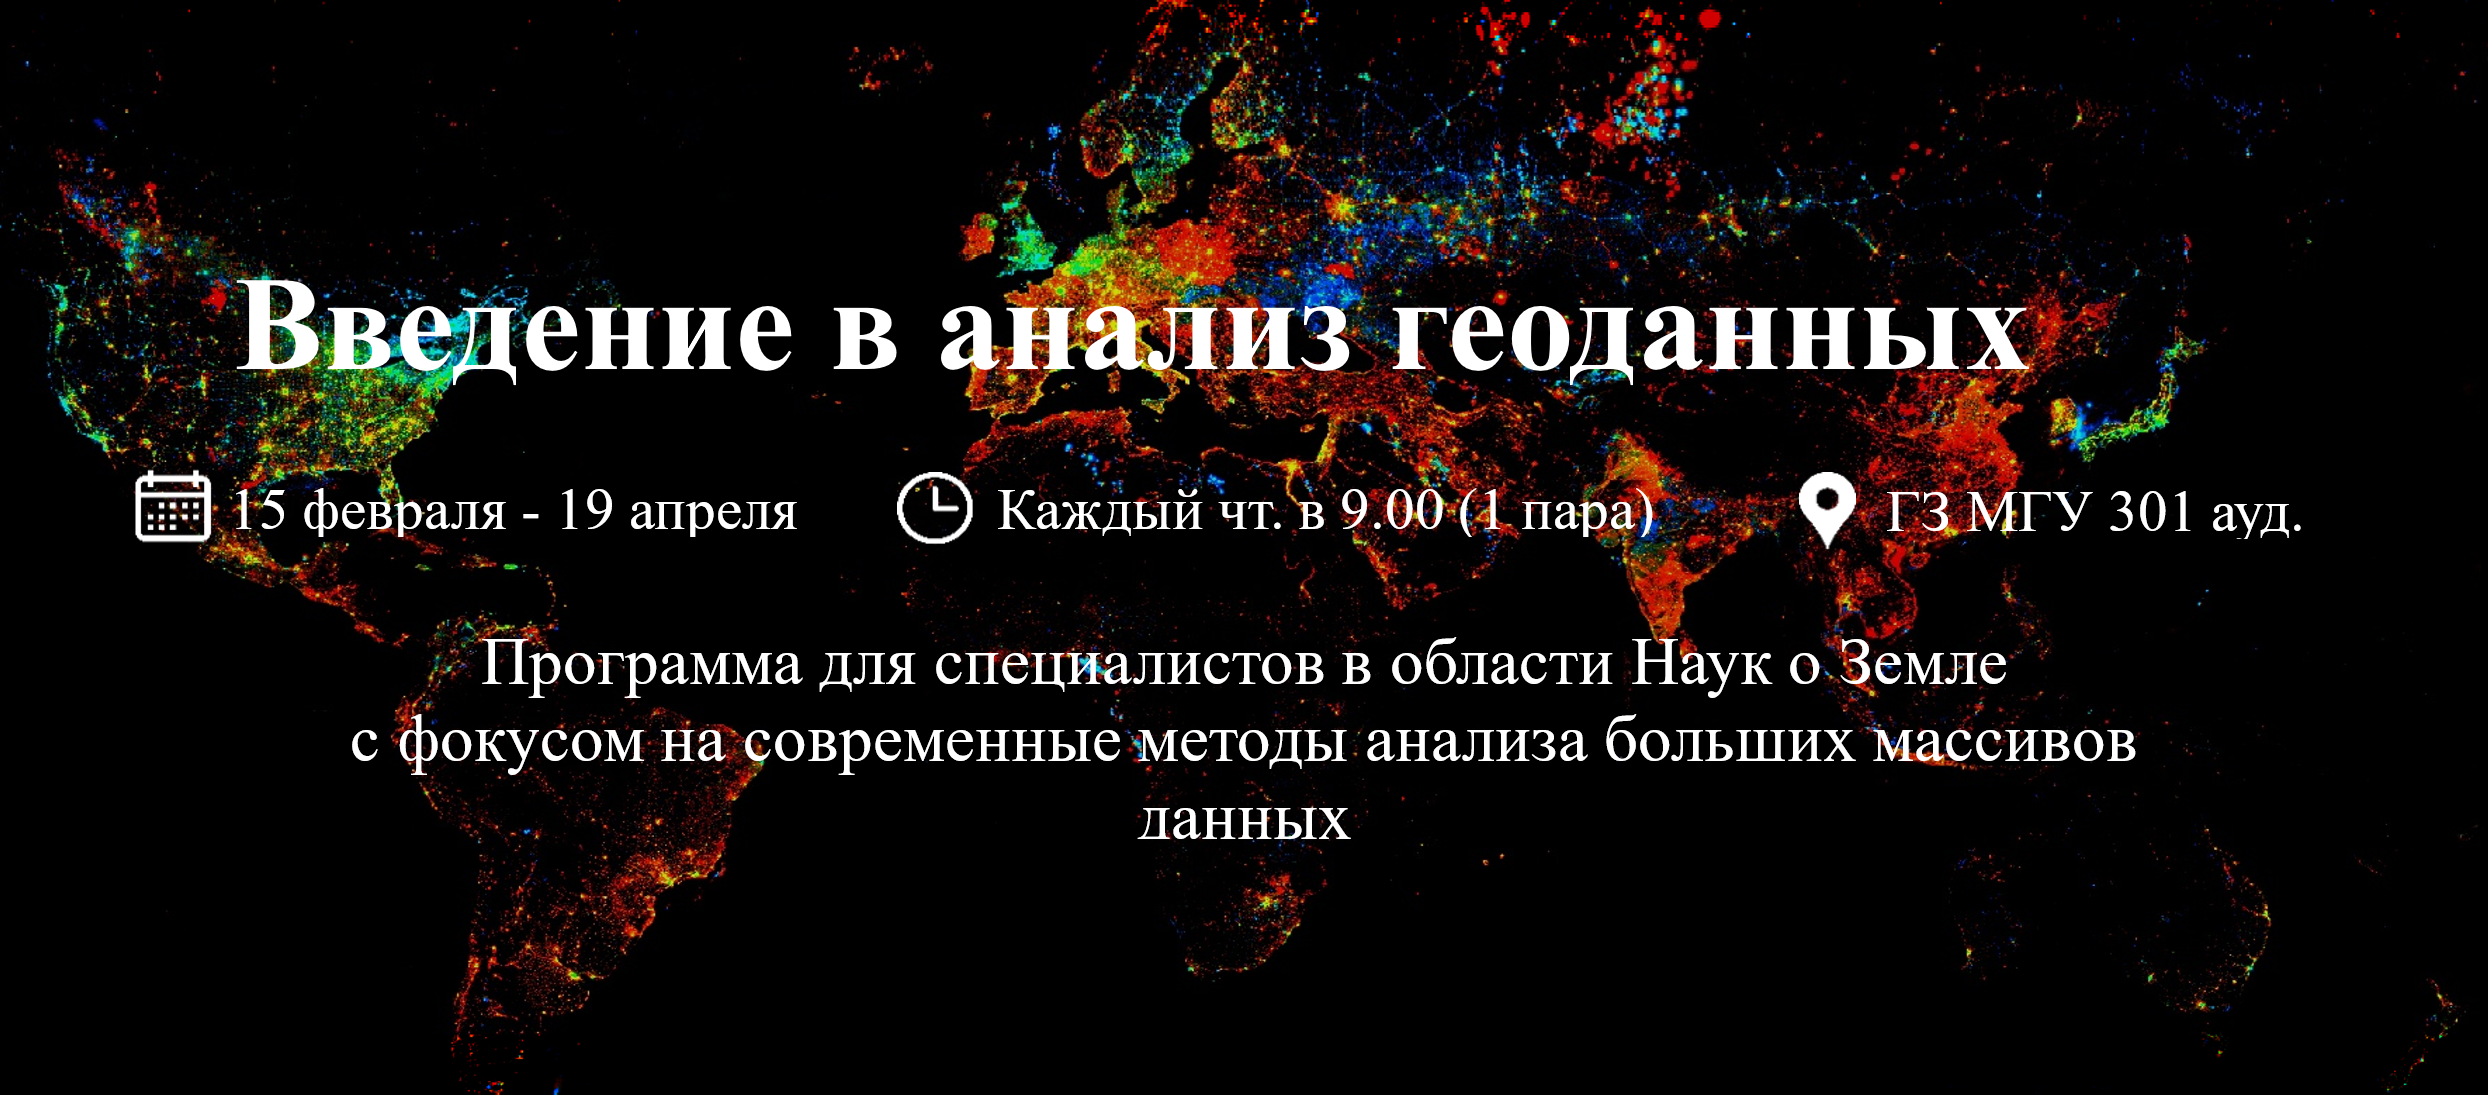 Введение в анализ геоданных
15 февраля - 19 апреля
Каждый чт. в 9.00 (1 пара)
ГЗ МГУ 301 ауд.
Программа для специалистов в области Наук о Земле
с фокусом на современные методы анализа больших массивов
данных